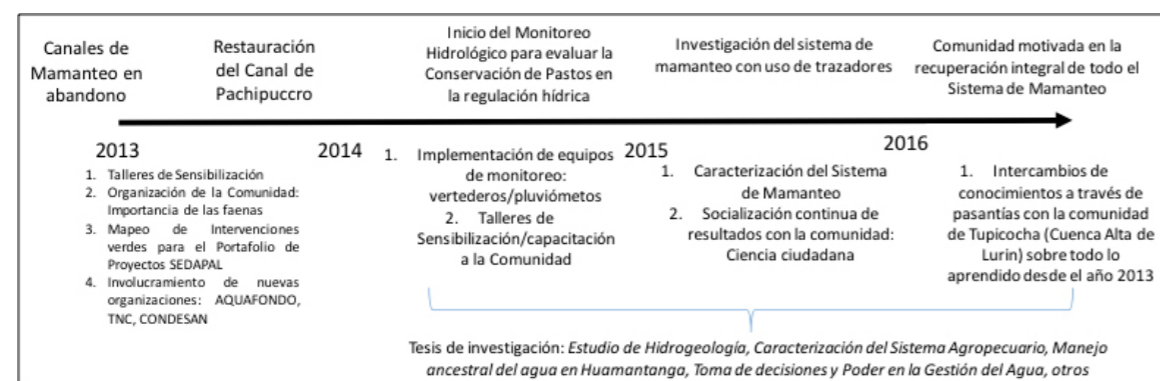 Canales de
Mamanteo en
abandono
Restauración
del Canal de
Pachipuccro
Inicio del Monitoreo
Hidrológico para evaluar la
Conservación de Pastos en
la regulación hídrica
Investigación del sistema de
mamanteo con uso de trazadores
Comunidad motivada en la
recuperación integral de todo el
Sistema de Mamanteo
2013
1. Talleres de Sensibilización
2. Organización de la Comunidad:
Importancia de las faenas
3. Mapeo de Intervenciones
verdes para el Portafolio de
Proyectos SEDAPAL
4. Involucramiento de nuevas
organizaciones: AQUAFONDO,
TNC, CONDESAN
2014
1. Implementación de equipos
de monitoreo:
vertederos/pluviómetos
2. Talleres de
Sensibilización/capacitación
a la Comunidad
2015
1. Caracterización del Sistema
de Mamanteo
2. Socialización continua de
resultados con la comunidad:
Ciencia ciudadana
2016
1. Intercambios de
conocimientos a través de
pasantías con la comunidad
de Tupicocha (Cuenca Alta de
Lurin) sobre todo lo
aprendido desde el año 2013
Tesis de investigación: Estudio de Hidrogeología, Caracterización del Sistema Agropecuario, Manejo
ancestral del agua en Huamantanga, Toma de decisiones y Poder en la Gestión del Agua, otros